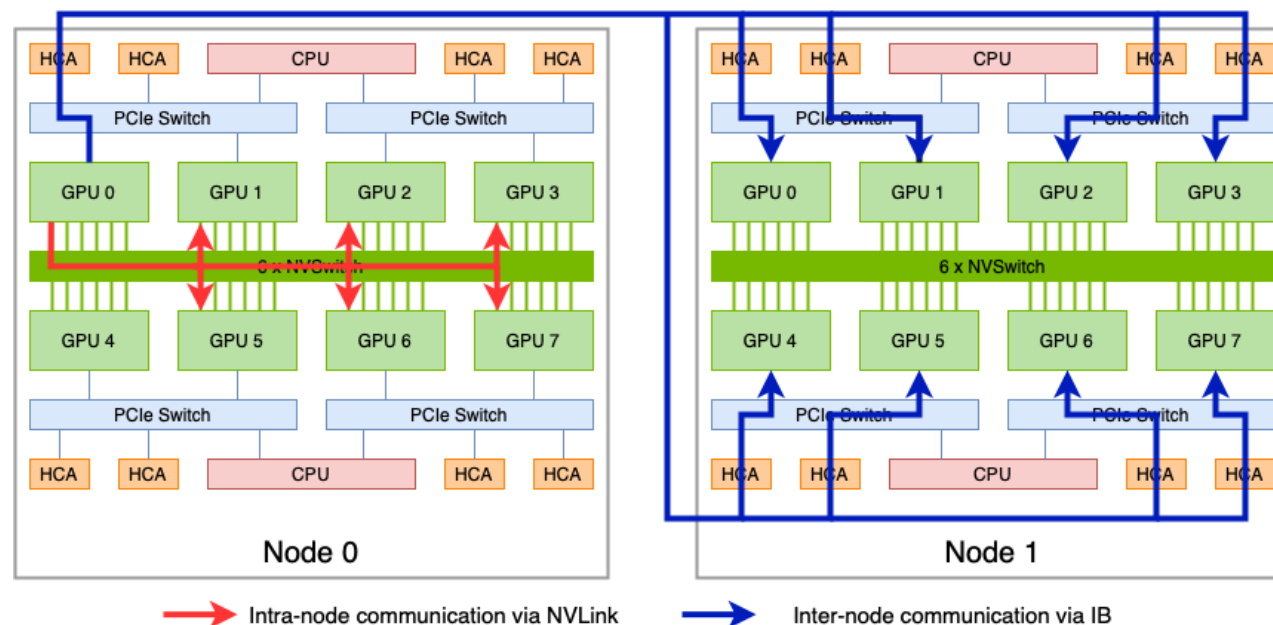 HCA HCA CPU HCA HCA HCA HCA CPU HCA HCA
PCIe Switch PCIe Switch PCIe Switch PCIe Switch
GPU 0 GPU 1 GPU 2 GPU 3 GPU 0 GPU 1 GPU 2 GPU 3
6 x NVSwitch 6 x NVSwitch
GPU 4 GPU 5 GPU 6 GPU 7 GPU 4 GPU 5 GPU 6 GPU 7
PCIe Switch PCIe Switch PCIe Switch PCIe Switch
HCA HCA CPU HCA HCA HCA HCA CPU HCA HCA
Node 0 Node 1
Intra-node communication via NVLink Inter-node communication via IB